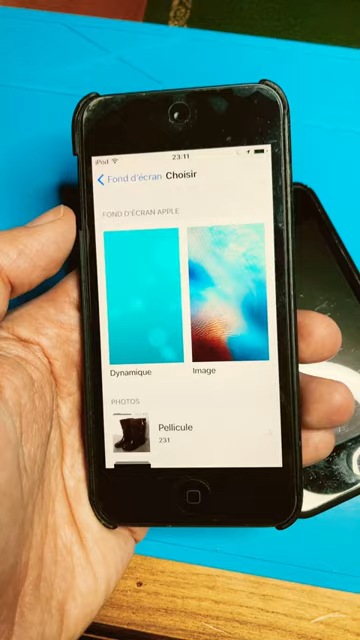 iPod
23:11
Fond d'écran
Choisir
FOND D'ÉCRAN APPLE
Dynamique
Image
PHOTOS
Pellicule
231